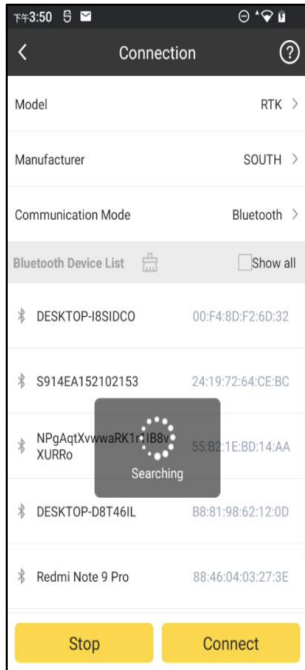 下午3:50
Connection
Model RTK
Manufacturer SOUTH
Communication Mode Bluetooth
Bluetooth Device List Show all
DESKTOP-I8SIDCO 00:F4:8D:F2:6D:32
S914EA152102153 24:19:72:64:CE:BC
55:B2:1E:BD:14:AA
XURRo
Searching
DESKTOP-D8T46IL B8:81:98:62:12:0D
Redmi Note 9 Pro 88:46:04:03:27:3E
Stop Connect